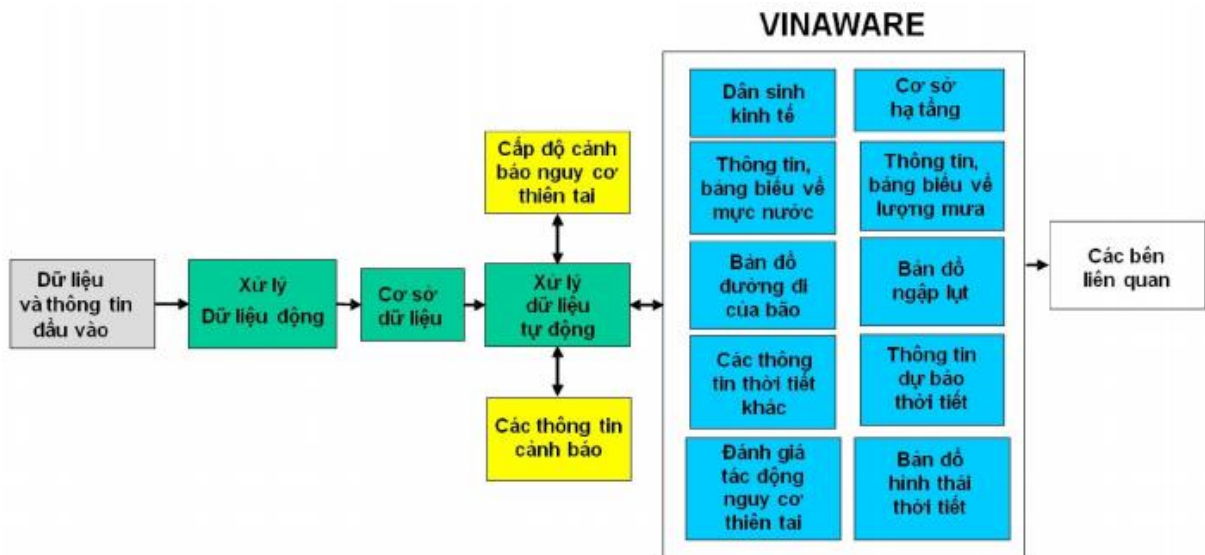 VINAWARE
Dữ liệu
và thông tin
đầu vào
Xử lý
Dữ liệu động
Cơ sở
dữ liệu
Cấp độ cảnh
báo nguy cơ
thiên tai
Xử lý
dữ liệu
tự động
Các thông tin
cảnh báo
Dân sinh
kinh tế
Cơ sở
hạ tầng
Thông tin,
bảng biểu về
mực nước
Thông tin,
bảng biểu về
lượng mưa
Bản đồ
đường đi
của bão
Bản đồ
ngập lụt
Các thông
tin thời tiết
khác
Thông tin
dự báo
thời tiết
Đánh giá
tác động
nguy cơ
thiên tai
Bản đồ
hình thái
thời tiết
Các bên
liên quan